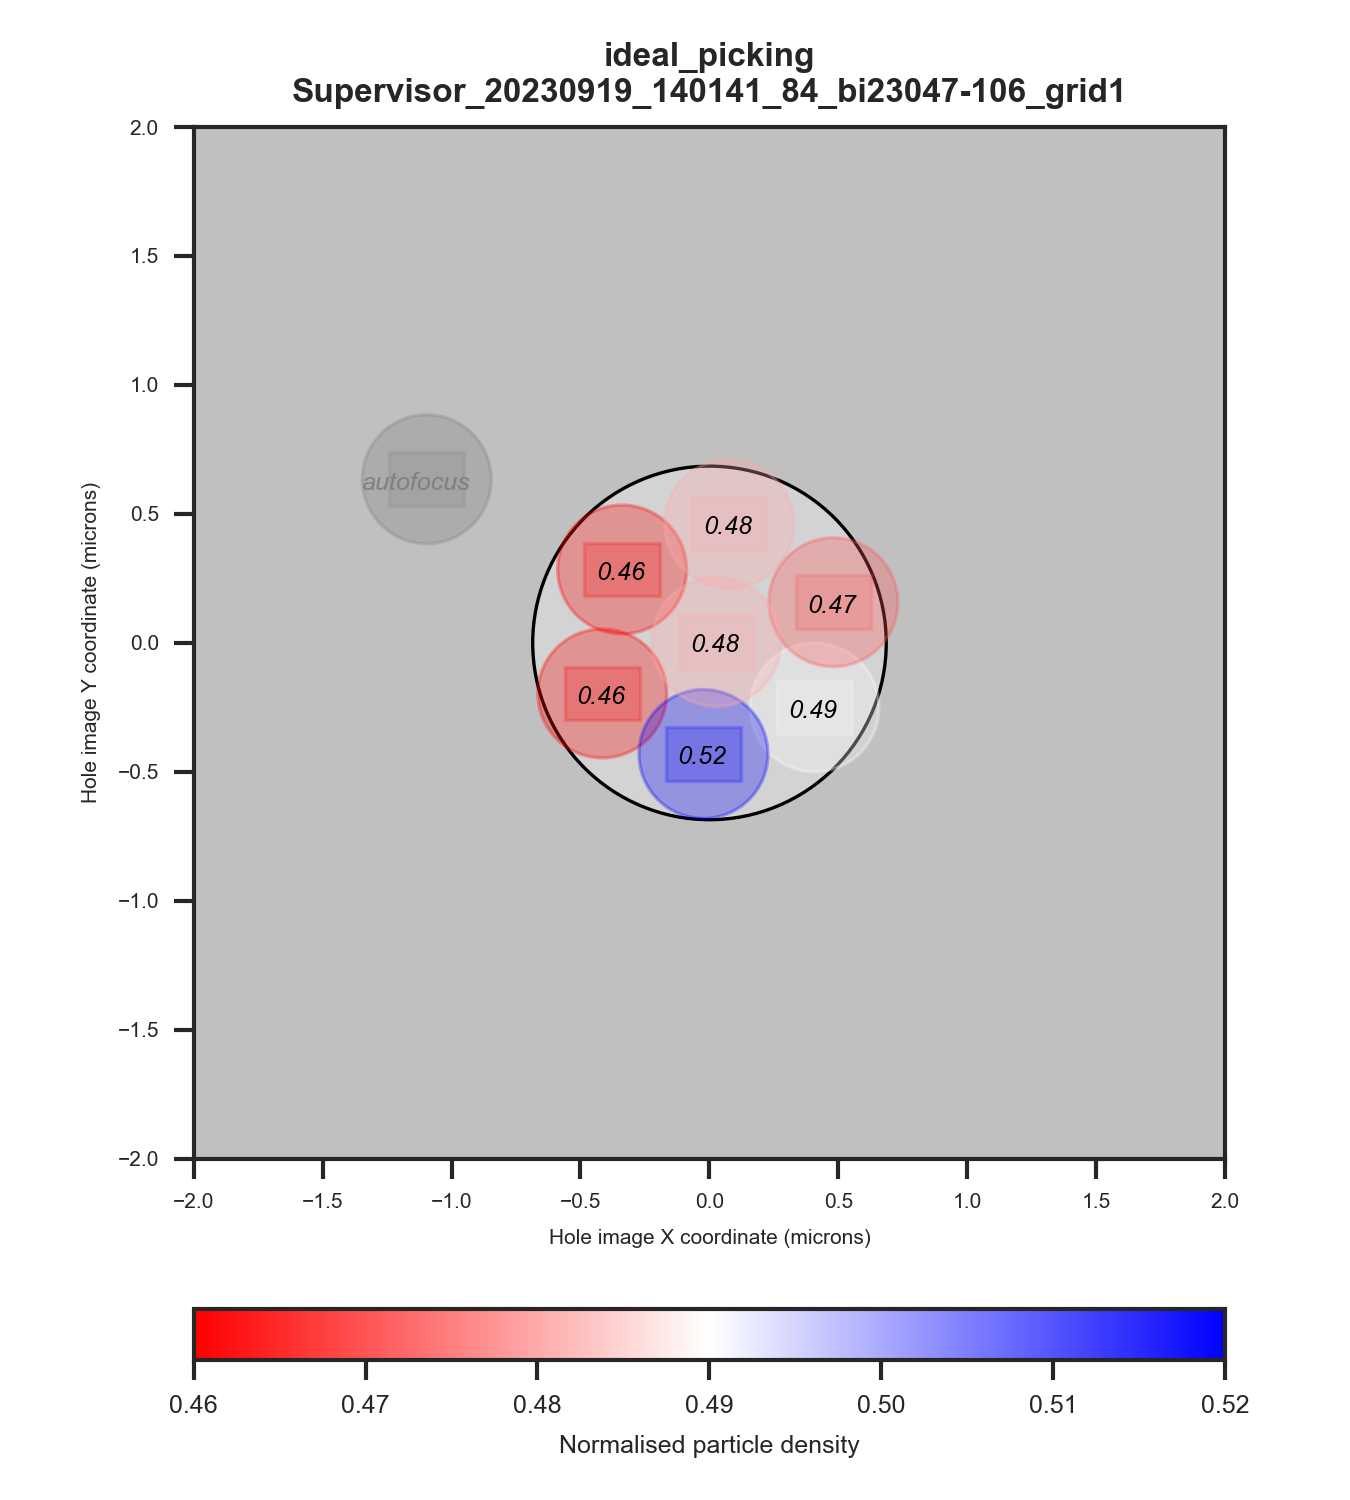 ideal_picking
Supervisor_20230919_140141_84_bi23047-106_grid1
2.0
1.5
1.0
0.5
0.0
−0.5
−1.0
−1.5
−2.0
Hole image Y coordinate (microns)
autofocus
0.48
0.46
0.47
0.48
0.46
0.49
0.52
−2.0 −1.5 −1.0 −0.5 0.0 0.5 1.0 1.5 2.0
Hole image X coordinate (microns)
0.46 0.47 0.48 0.49 0.50 0.51 0.52
Normalised particle density